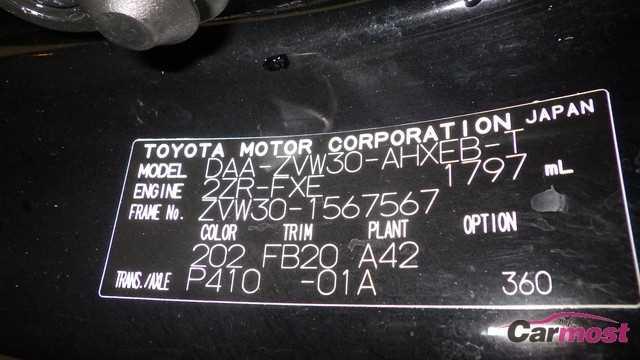 TOYOTA MOTOR CORPORATION JAPAN
MODEL DAA-ZVW30-AHXEB-T
ENGINE 2ZR-FXE 1797 mL
FRAME No. ZVW30-1567567
COLOR TRIM PLANT OPTION
202 FB20 A42
TRANS./AXLE P410 -01A 360
Carmost